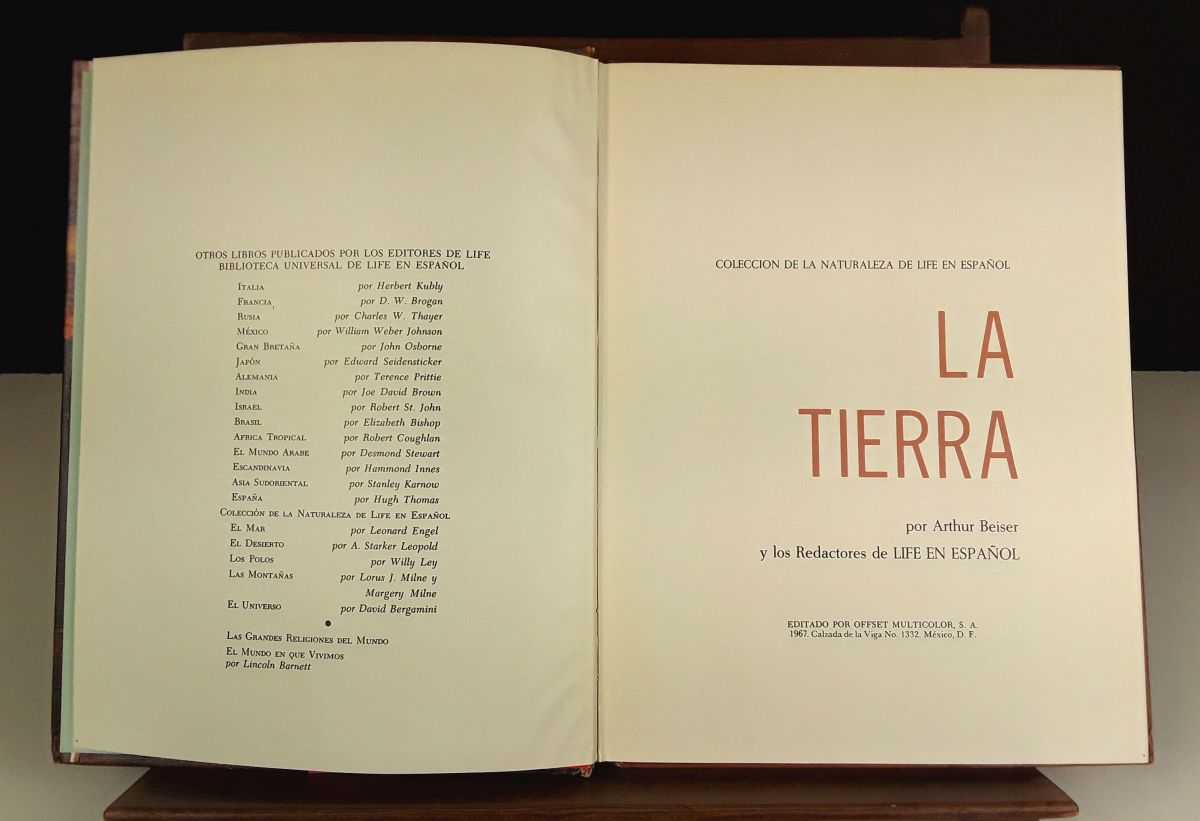 OTROS LIBROS PUBLICADOS POR LOS EDITORES DE LIFE
BIBLIOTECA UNIVERSAL DE LIFE EN ESPAÑOL
ITALIA por Herbert Kubly
FRANCIA por D. W. Brogan
RUSIA por Charles W. Thayer
MÉXICO por William Weber Johnson
GRAN BRETAÑA por John Osborne
JAPÓN por Edward Seidensticker
ALEMANIA por Terence Prittie
INDIA por Joe David Brown
ISRAEL por Robert St. John
BRASIL por Elizabeth Bishop
AFRICA TROPICAL por Robert Coughlan
EL MUNDO ARABE por Desmond Stewart
ESCANDINAVIA por Hammond Innes
ASIA SUDORIENTAL por Stanley Karnow
ESPAÑA por Hugh Thomas
COLECCIÓN DE LA NATURALEZA DE LIFE EN ESPAÑOL
EL MAR por Leonard Engel
EL DESIERTO por A. Starker Leopold
LOS POLOS por Willy Ley
LAS MONTAÑAS por Lorus J. Milne y
Margery Milne
EL UNIVERSO por David Bergamini
LAS GRANDES RELIGIONES DEL MUNDO
EL MUNDO EN QUE VIVIMOS
por Lincoln Barnett
COLECCION DE LA NATURALEZA DE LIFE EN ESPAÑOL
LA
TIERRA
por Arthur Beiser
y los Redactores de LIFE EN ESPAÑOL
EDITADO POR OFFSET MULTICOLOR, S. A.
1967. Calzada de la Viga No. 1332. México, D. F.